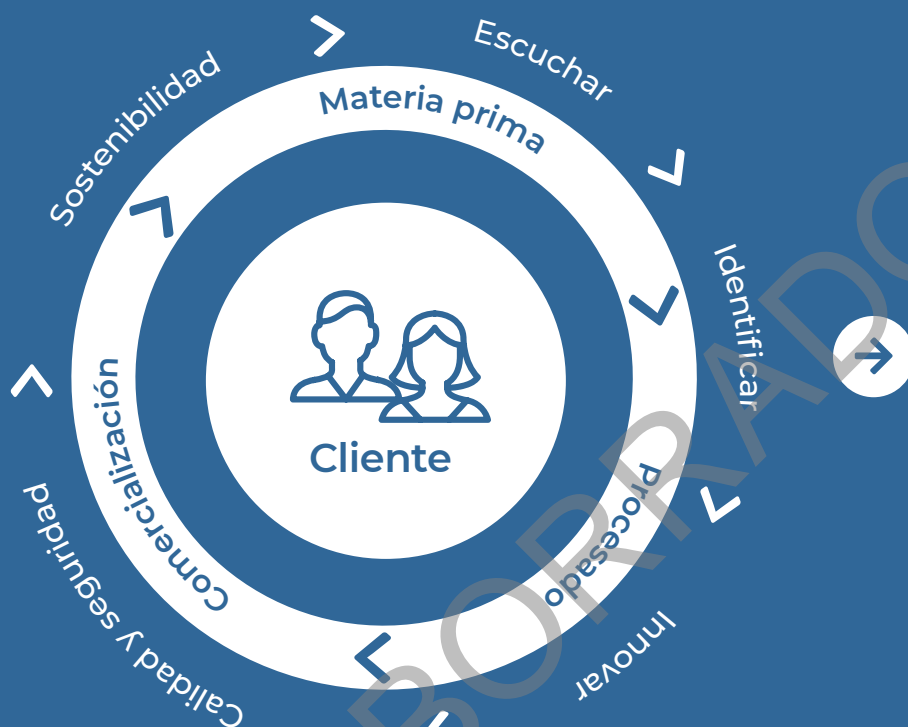 Escuchar
Sostenibilidad
Materia prima
Identificar
Comercialización
Cliente
Procesado
Calidad y seguridad
Innovar
BORRADO